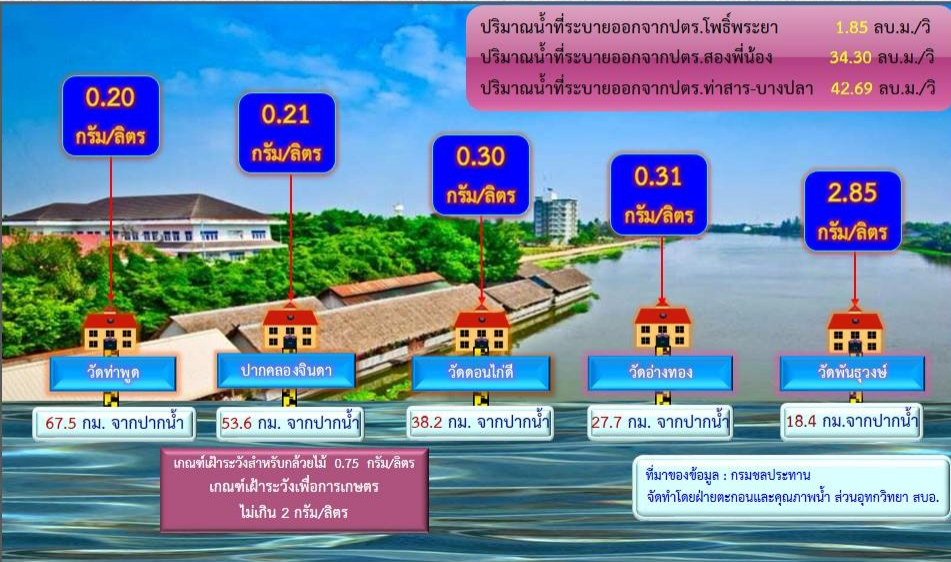 ปริมาณน้ำที่ระบายออกจากปตร.โพธิ์พระยา 1.85 ลบ.ม./วิ
ปริมาณน้ำที่ระบายออกจากปตร.สองพี่น้อง 34.30 ลบ.ม./วิ
ปริมาณน้ำที่ระบายออกจากปตร.ท่าสาร-บางปลา 42.69 ลบ.ม./วิ
0.20
กรัม/ลิตร
0.21
กรัม/ลิตร
0.30
กรัม/ลิตร
0.31
กรัม/ลิตร
2.85
กรัม/ลิตร
วัดท่าพูด
ปากคลองจินดา
วัดดอนไก่ดี
วัดอ่างทอง
วัดพันธุวงษ์
67.5 กม. จากปากน้ำ
53.6 กม. จากปากน้ำ
38.2 กม. จากปากน้ำ
27.7 กม. จากปากน้ำ
18.4 กม.จากปากน้ำ
เกณฑ์เฝ้าระวังสำหรับกล้วยไม้ 0.75 กรัม/ลิตร
เกณฑ์เฝ้าระวังเพื่อการเกษตร
ไม่เกิน 2 กรัม/ลิตร
ที่มาของข้อมูล : กรมชลประทาน
จัดทำโดยฝ่ายตะกอนและคุณภาพน้ำ ส่วนอุทกวิทยา สบอ.